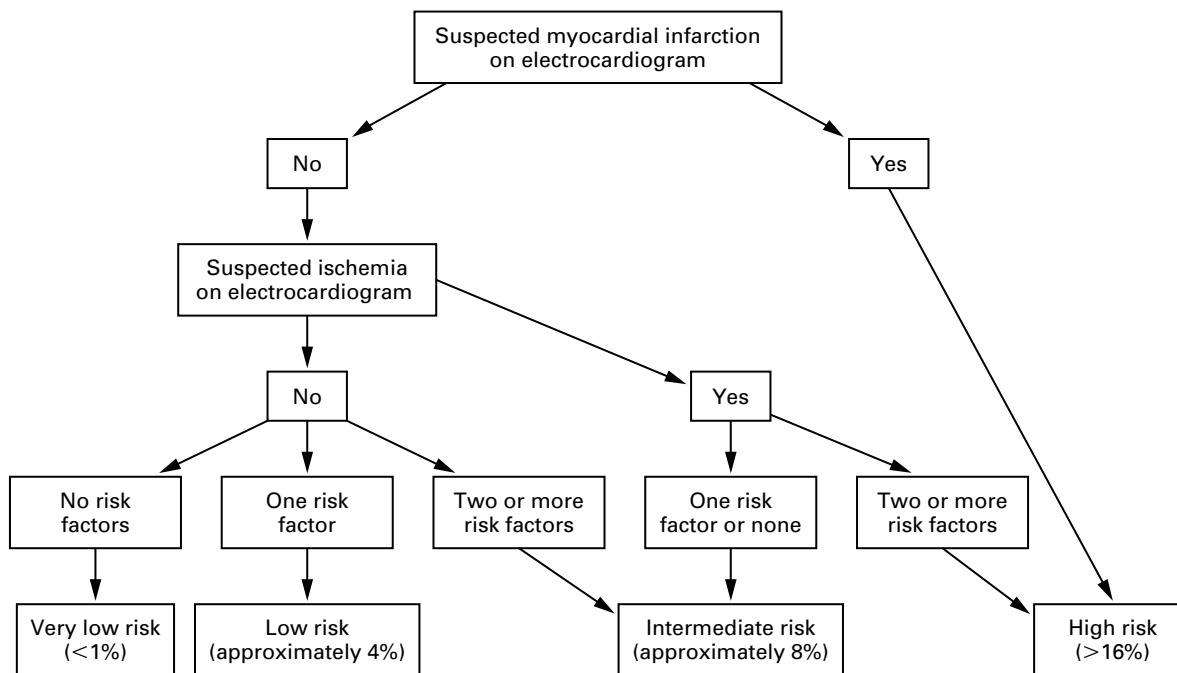 Suspected myocardial infarction
on electrocardiogram
No
Yes
Suspected ischemia
on electrocardiogram
No
Yes
No risk
factors
One risk
factor
Two or more
risk factors
One risk
factor or none
Two or more
risk factors
Very low risk
(<1%)
Low risk
(approximately 4%)
Intermediate risk
(approximately 8%)
High risk
(>16%)